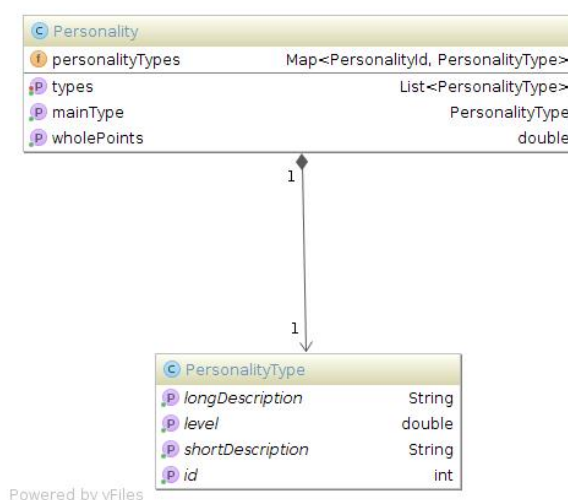 C Personality
f personalityTypes Map<PersonalityId, PersonalityType>
P types List<PersonalityType>
P mainType PersonalityType
P wholePoints double
1
1
C PersonalityType
P longDescription String
P level double
P shortDescription String
P id int
Powered by yFiles